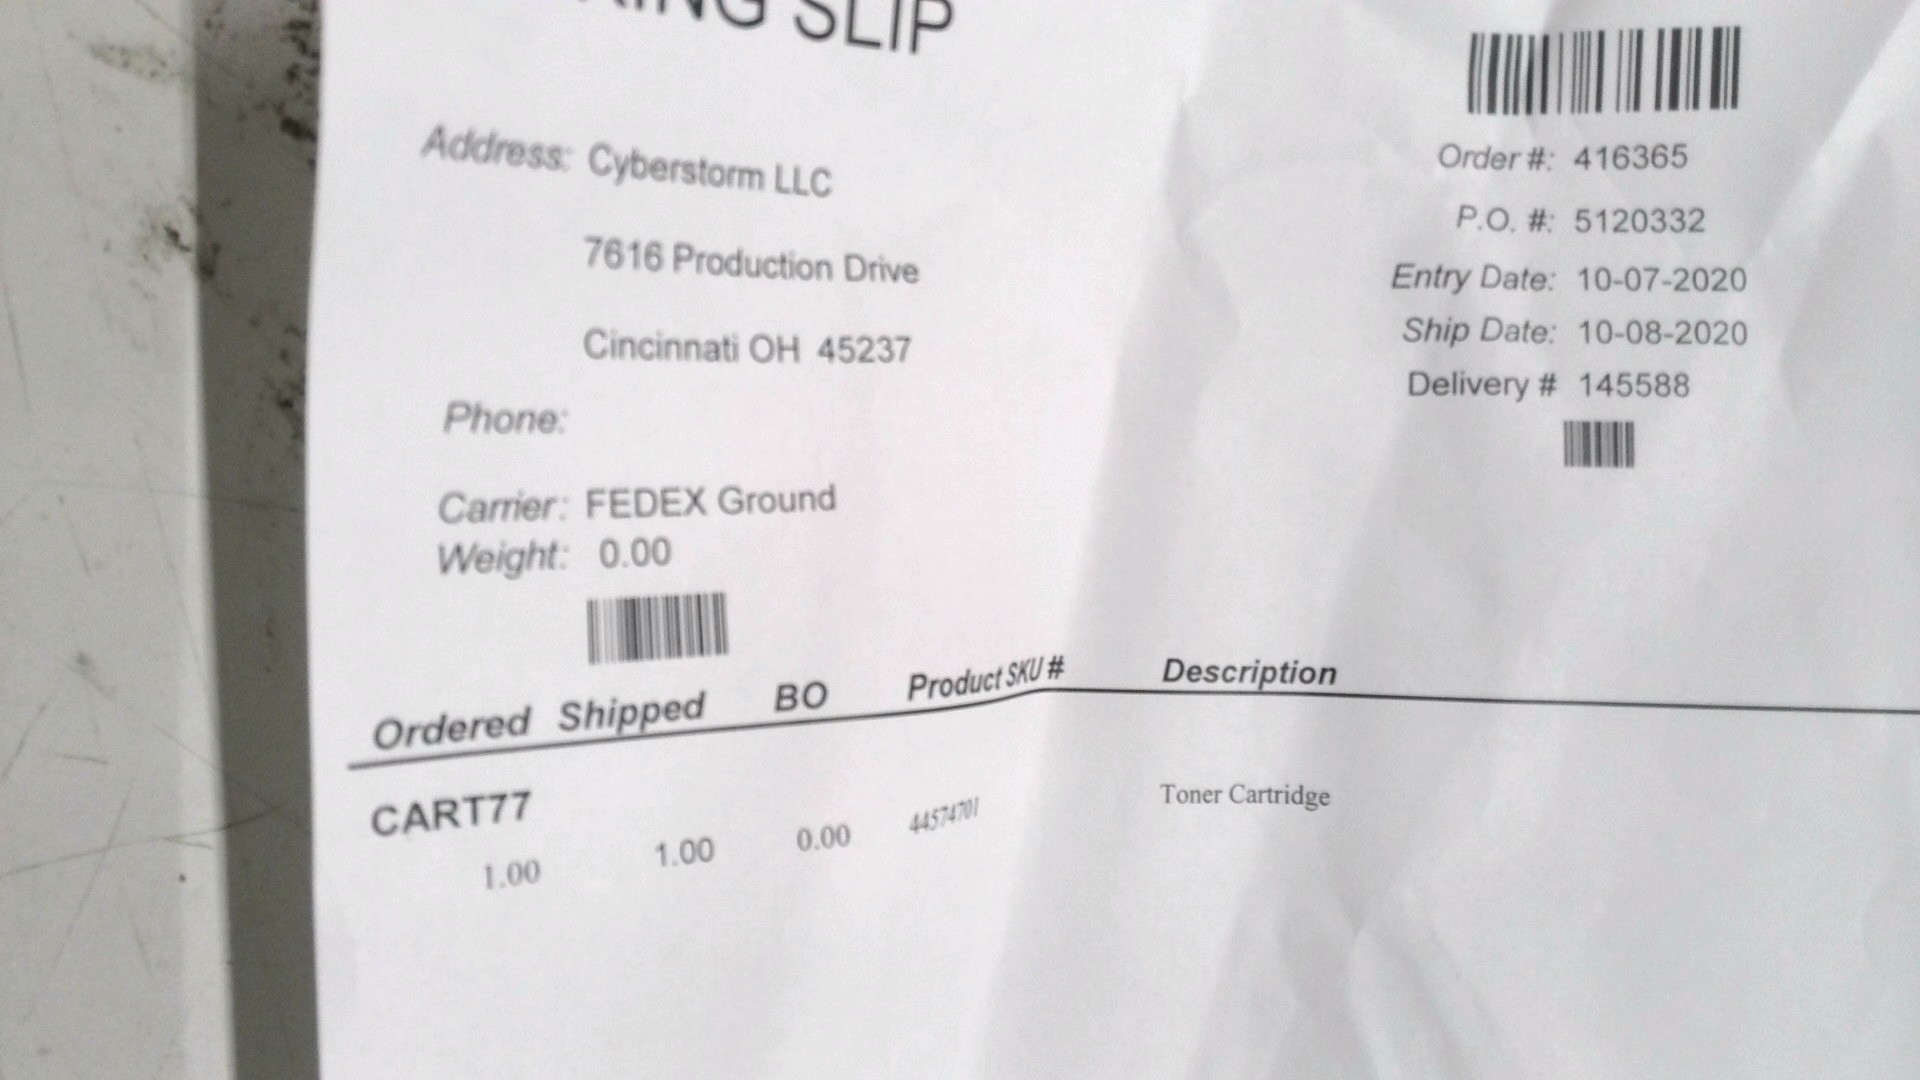 SLIP
Address: Cyberstorm LLC
7616 Production Drive
Cincinnati OH 45237
Phone:
Carrier: FEDEX Ground
Weight: 0.00
Order #: 416365
P.O. #: 5120332
Entry Date: 10-07-2020
Ship Date: 10-08-2020
Delivery # 145588
Ordered Shipped BO Product SKU # Description
CART77
1.00 1.00 0.00 44574701 Toner Cartridge